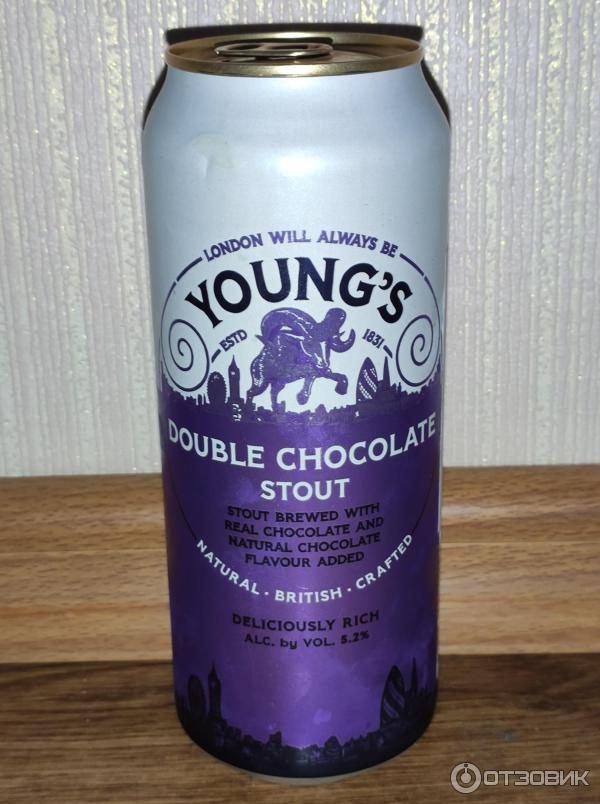 LONDON WILL ALWAYS BE
YOUNG'S
ESTD 1831
DOUBLE CHOCOLATE
STOUT
STOUT BREWED WITH
REAL CHOCOLATE AND
NATURAL CHOCOLATE
FLAVOUR ADDED
NATURAL · BRITISH · CRAFTED
DELICIOUSLY RICH
ALC. by VOL. 5.2%
ОТЗОВИК